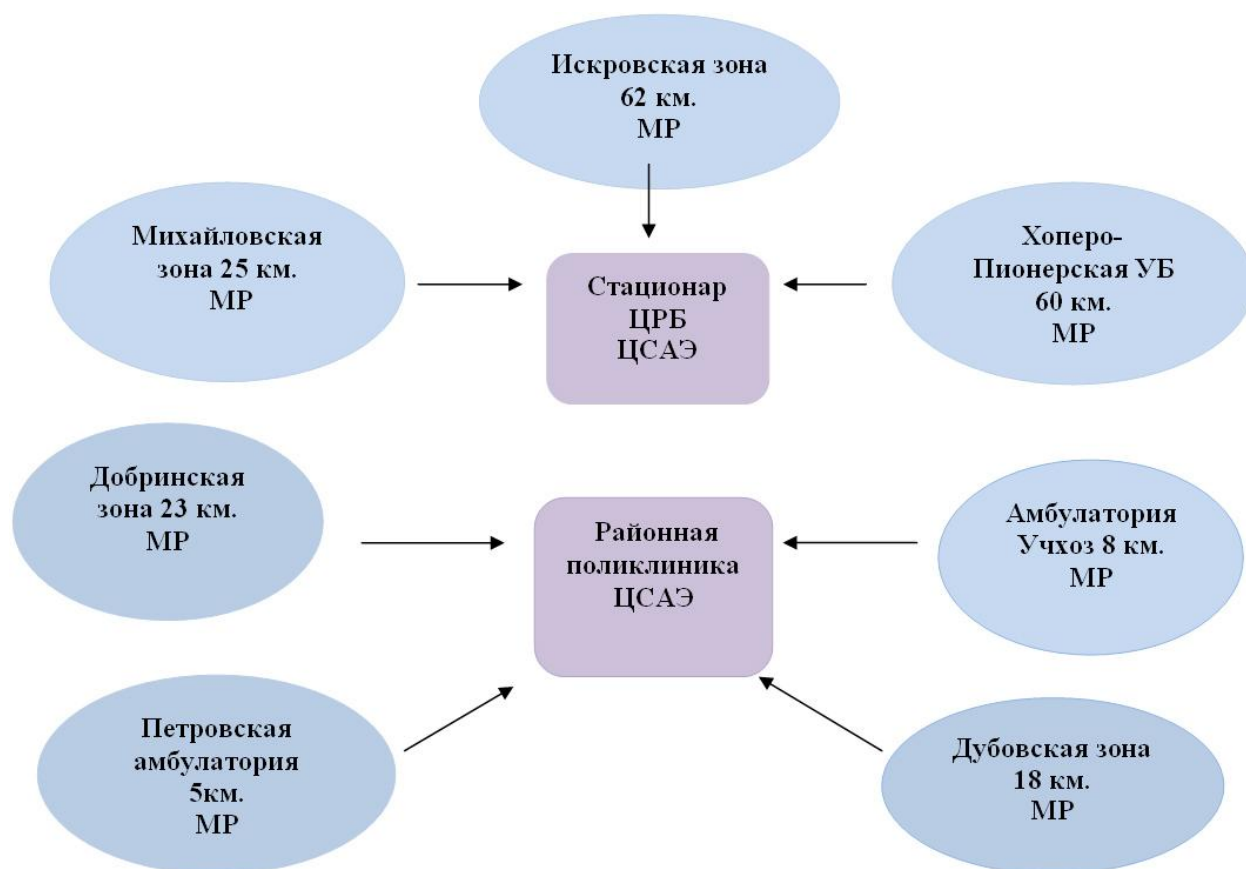 Искровская зона
62 км.
МР
Михайловская
зона 25 км.
МР
Стационар
ЦРБ
ЦСАЭ
Хоперо-
Пионерская УБ
60 км.
МР
Добринская
зона 23 км.
МР
Районная
поликлиника
ЦСАЭ
Амбулатория
Учхоз 8 км.
МР
Петровская
амбулатория
5км.
МР
Дубовская зона
18 км.
МР